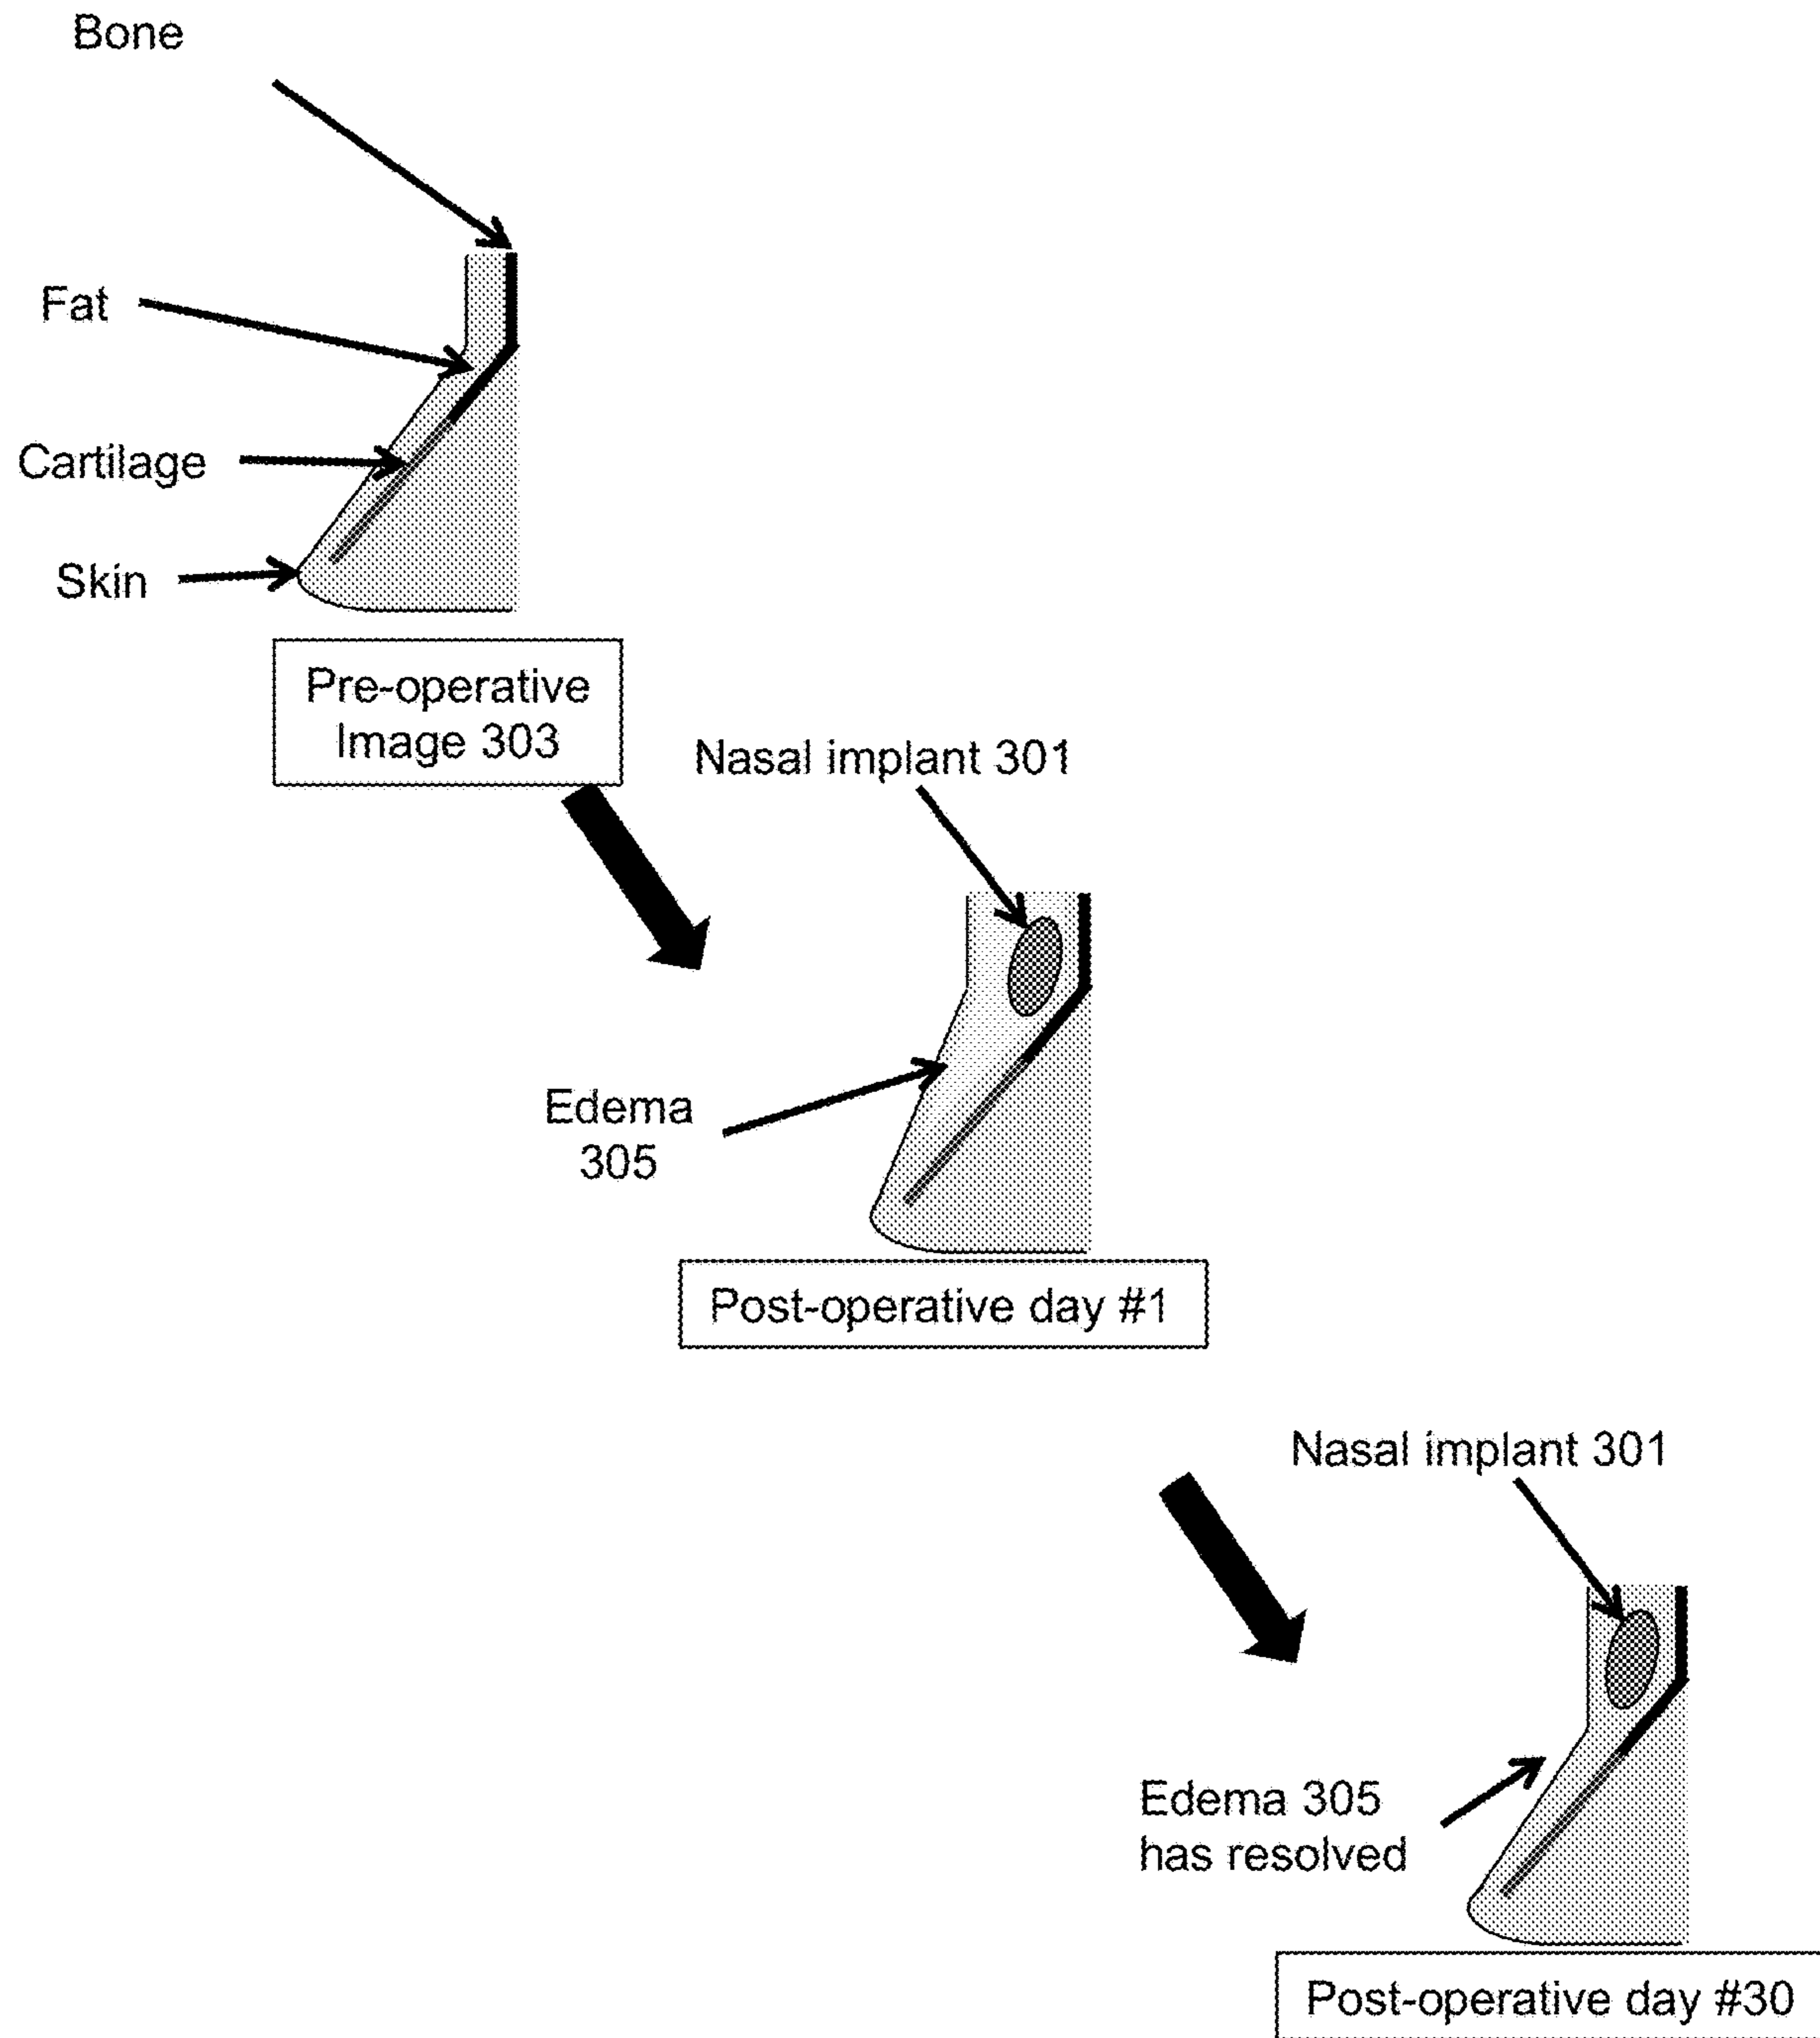 Bone
Fat
Cartilage
Skin
Pre-operative
Image 303
Nasal implant 301
Edema
305
Post-operative day #1
Nasal implant 301
Edema 305
has resolved
Post-operative day #30